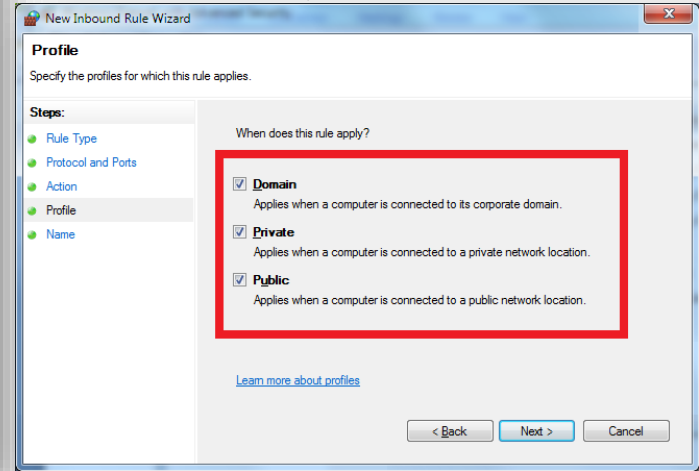 New Inbound Rule Wizard
Profile
Specify the profiles for which this rule applies.
Steps:
Rule Type
Protocol and Ports
Action
Profile
Name
When does this rule apply?
Domain
Applies when a computer is connected to its corporate domain.
Private
Applies when a computer is connected to a private network location.
Public
Applies when a computer is connected to a public network location.
Learn more about profiles
< Back
Next >
Cancel